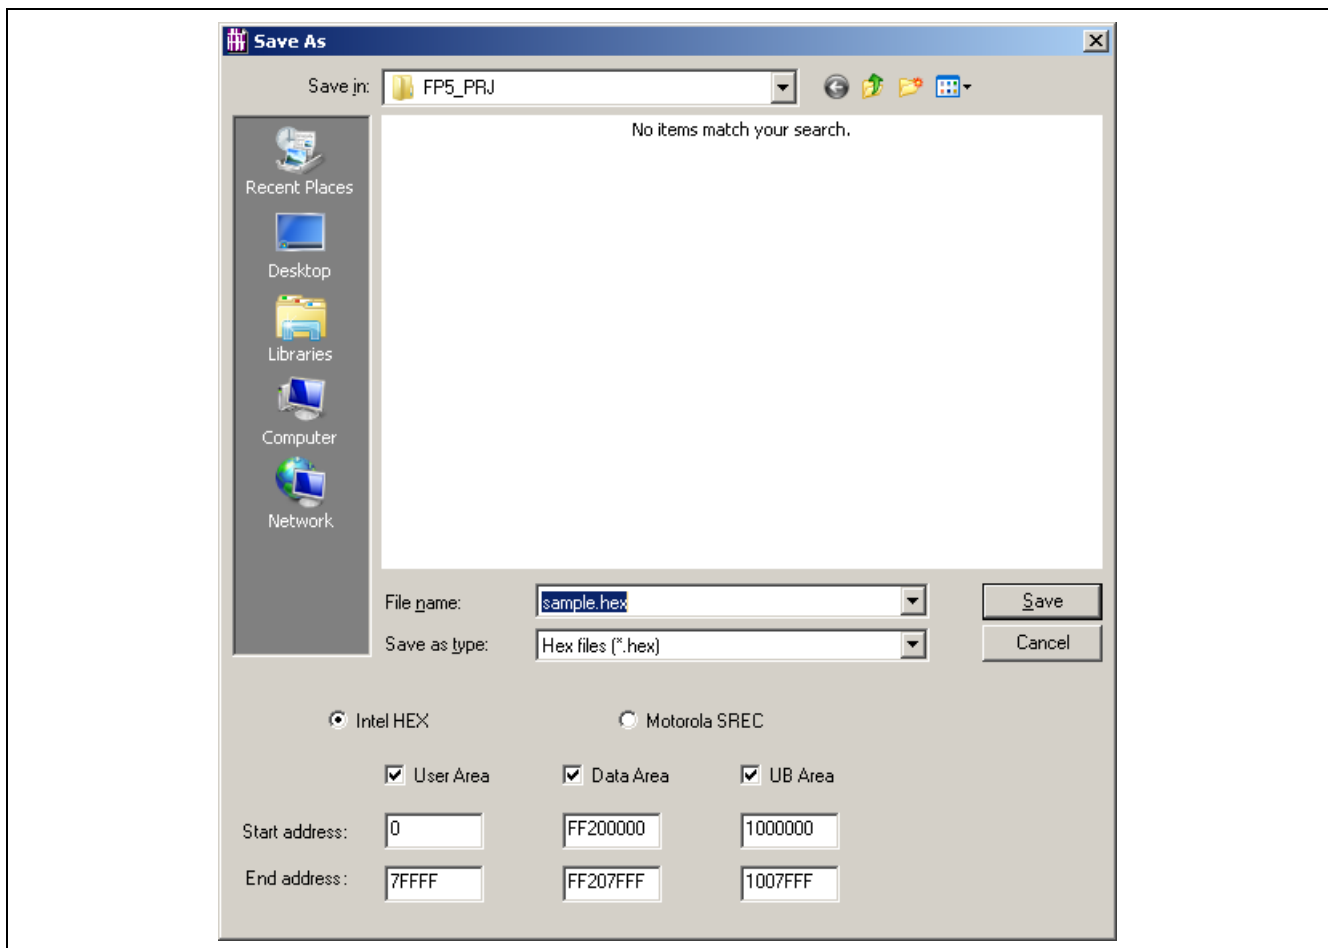 Save As
Save in: FP5_PRJ
No items match your search.
Recent Places
Desktop
Libraries
Computer
Network
File name: sample.hex Save
Save as type: Hex files (*.hex) Cancel
Intel HEX Motorola SREC
User Area Data Area UB Area
Start address: 0 FF200000 1000000
End address: 7FFFF FF207FFF 1007FFF